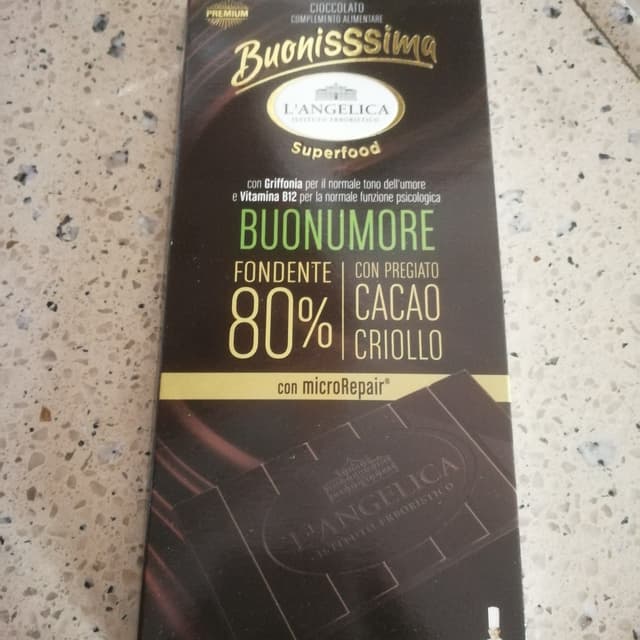 PREMIUM
CIOCCOLATO
COMPLEMENTO ALIMENTARE
BuonisSSsima
L'ANGELICA
ISTITUTO ERBORISTICO
Superfood
con Griffonia per il normale tono dell'umore
e Vitamina B12 per la normale funzione psicologica
BUONUMORE
FONDENTE
80%
CON PREGIATO
CACAO
CRIOLLO
con microRepair®
L'ANGELICA
ISTITUTO ERBORISTICO